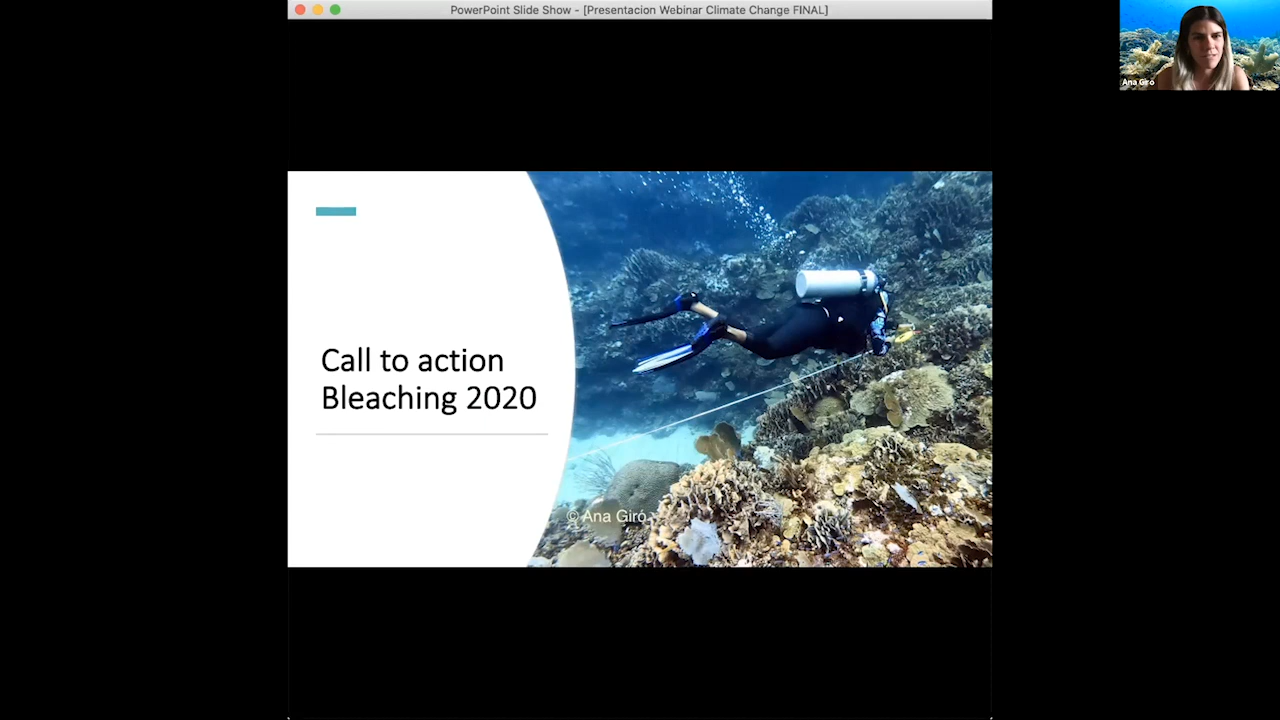 PowerPoint Slide Show - [Presentacion Webinar Climate Change FINAL]
Ana Giró
Call to action
Bleaching 2020
© Ana Giró